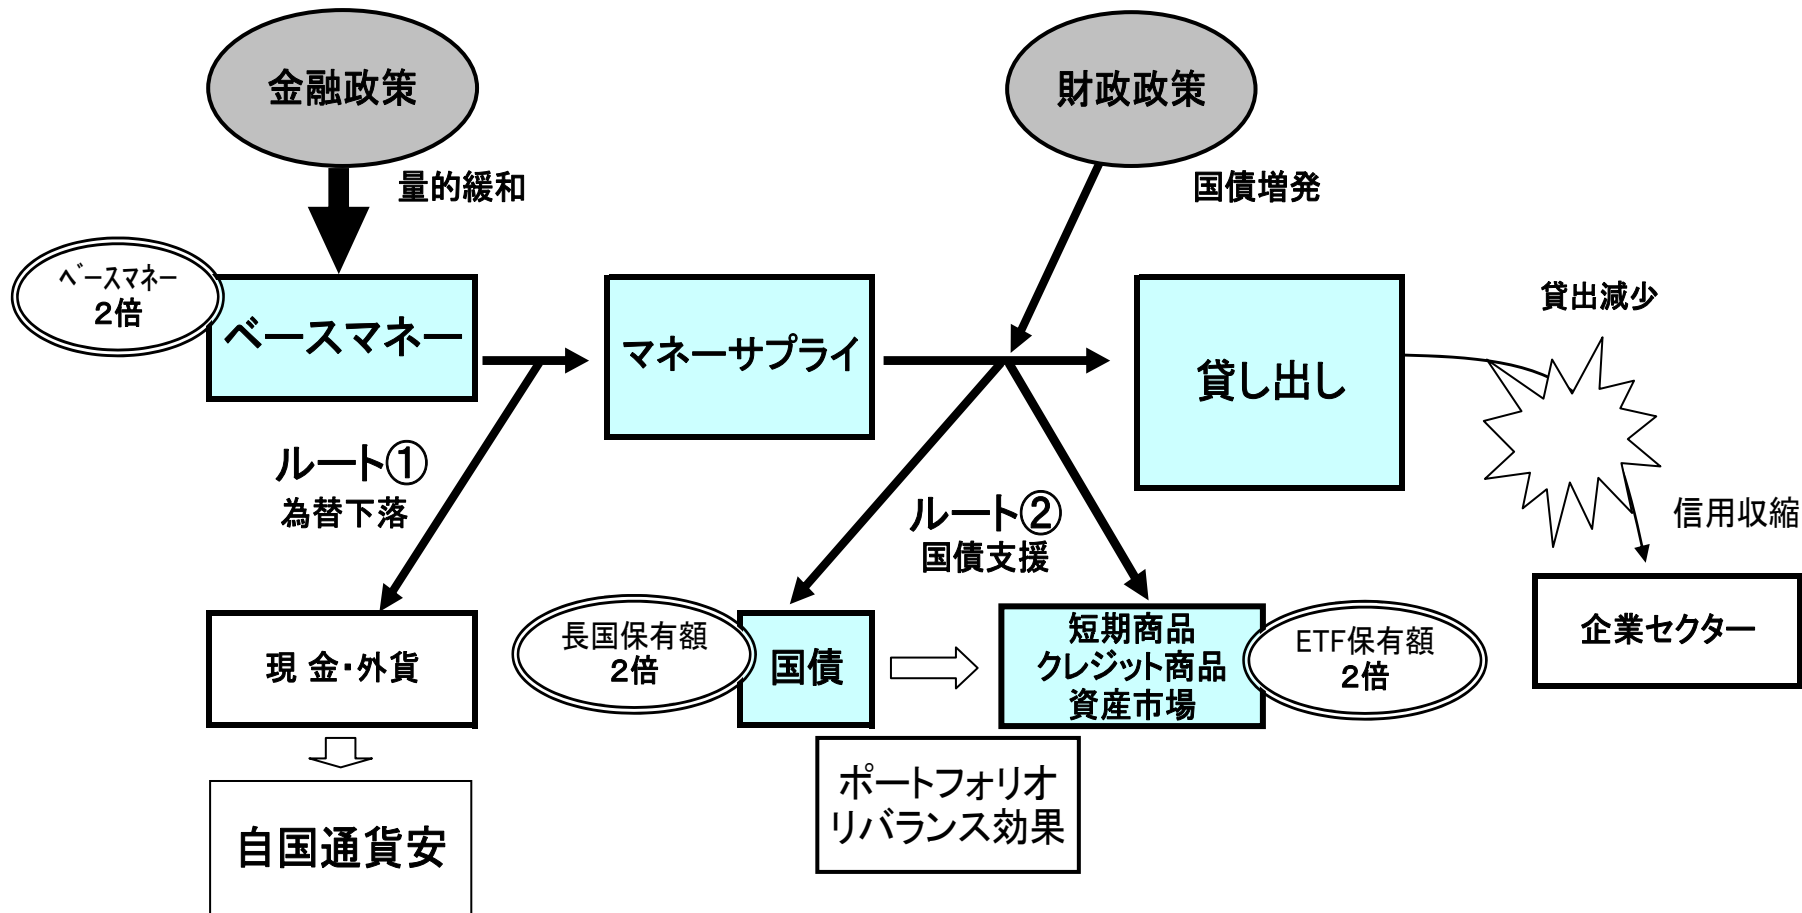 金融政策
財政政策
量的緩和
国債増発
ベースマネー
2倍
ベースマネー
マネーサプライ
貸し出し
貸出減少
ルート①
為替下落
ルート②
国債支援
信用収縮
現 金・外貨
長国保有額
2倍
国債
短期商品
クレジット商品
資産市場
ETF保有額
2倍
企業セクター
ポートフォリオ
リバランス効果
自国通貨安